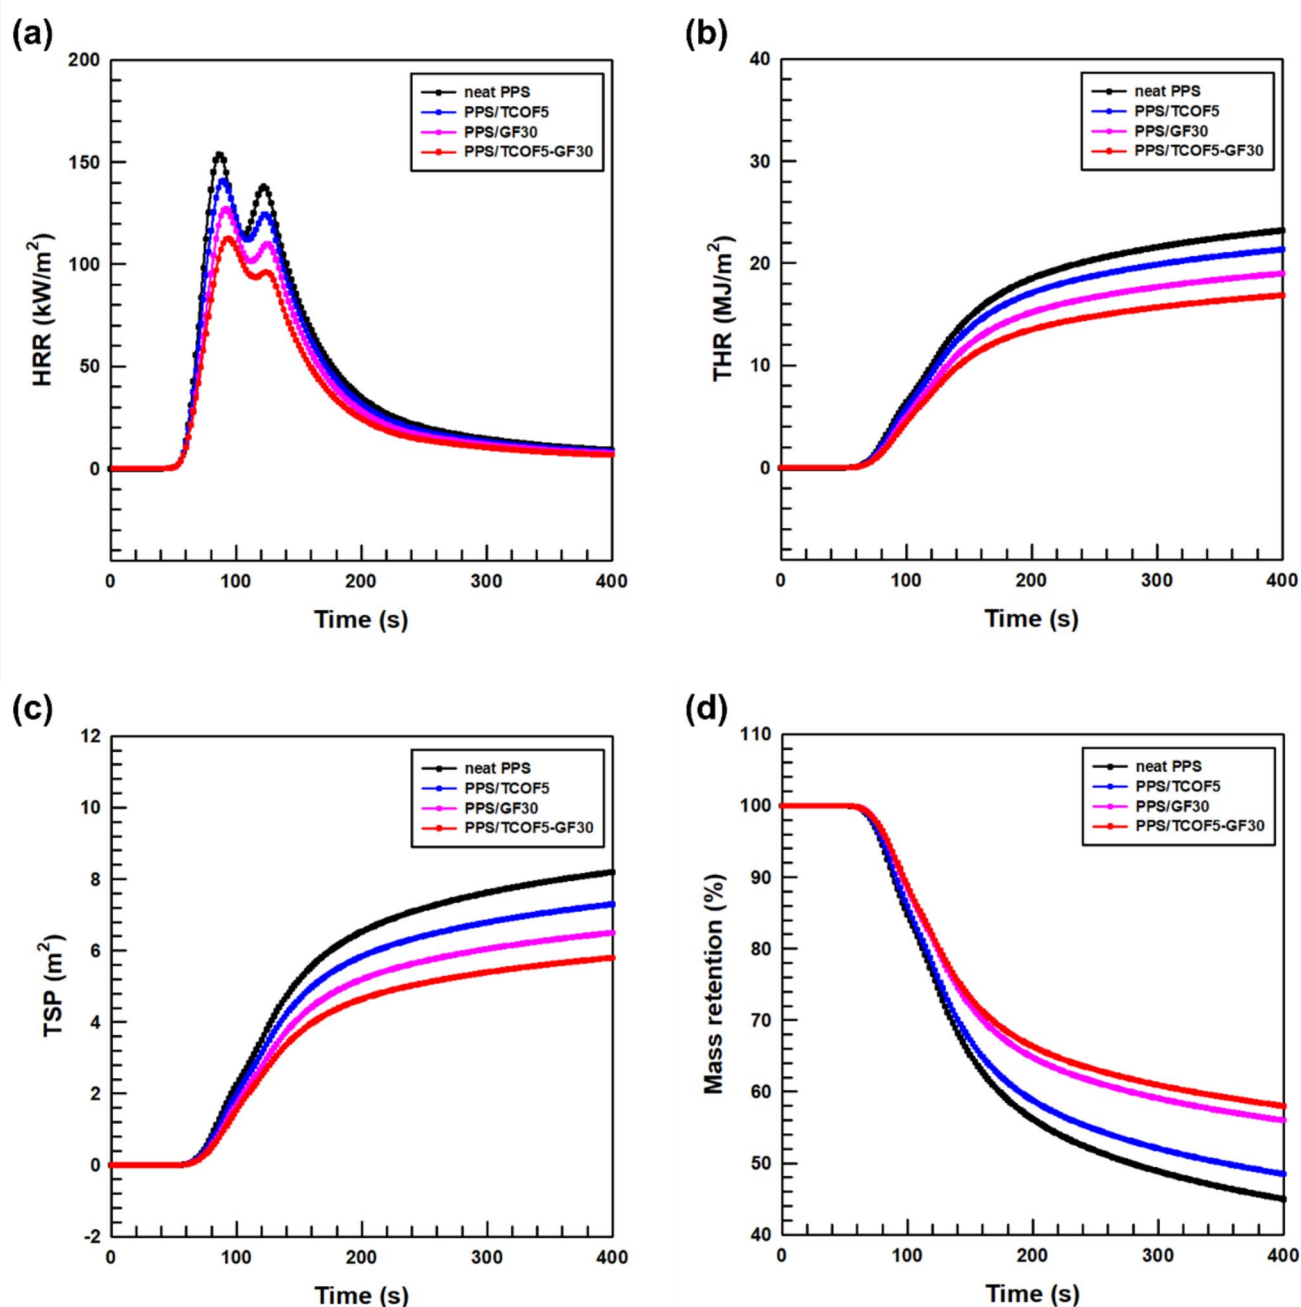 (a)
HRR (kW/m²)
200
150
100
50
0
neat PPS
PPS/TCOF5
PPS/GF30
PPS/TCOF5-GF30
0 100 200 300 400
Time (s)
(b)
THR (MJ/m²)
40
30
20
10
0
neat PPS
PPS/TCOF5
PPS/GF30
PPS/TCOF5-GF30
0 100 200 300 400
Time (s)
(c)
TSP (m²)
12
10
8
6
4
2
0
-2
neat PPS
PPS/TCOF5
PPS/GF30
PPS/TCOF5-GF30
0 100 200 300 400
Time (s)
(d)
Mass retention (%)
110
100
90
80
70
60
50
40
neat PPS
PPS/TCOF5
PPS/GF30
PPS/TCOF5-GF30
0 100 200 300 400
Time (s)